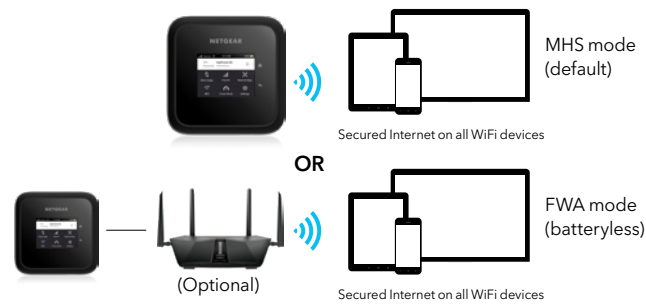 NETGEAR
MHS mode
(default)
Secured Internet on all WiFi devices
OR
NETGEAR
FWA mode
(batteryless)
(Optional)
Secured Internet on all WiFi devices